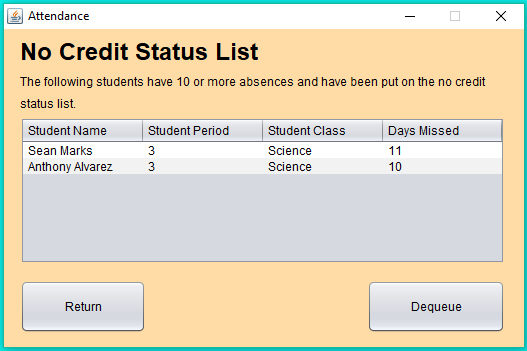 Attendance
No Credit Status List
The following students have 10 or more absences and have been put on the no credit
status list.
Student Name Student Period Student Class Days Missed
Sean Marks 3 Science 11
Anthony Alvarez 3 Science 10
Return Dequeue